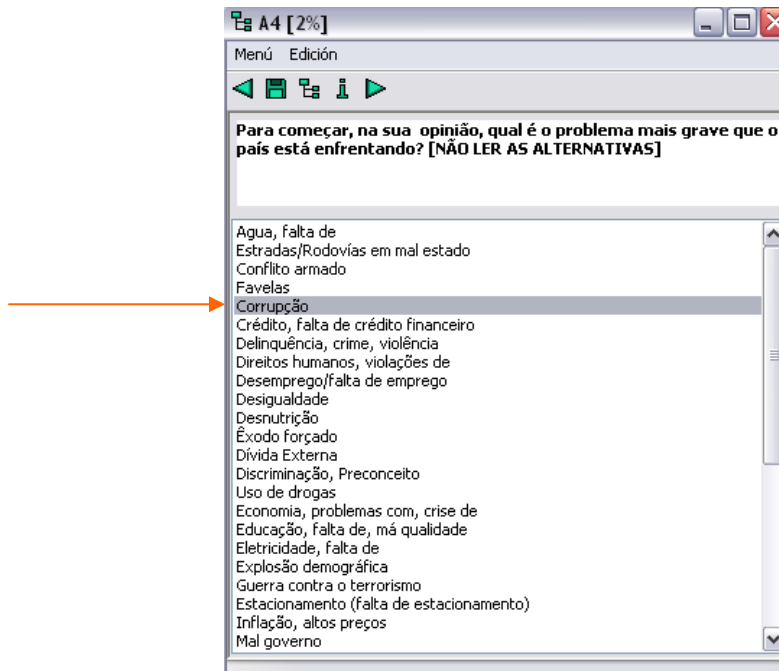 A4 [2%]
Menú Edición
Para começar, na sua opinião, qual é o problema mais grave que o
país está enfrentando? [NÃO LER AS ALTERNATIVAS]
Agua, falta de
Estradas/Rodovías em mal estado
Conflito armado
Favelas
Corrupção
Crédito, falta de crédito financeiro
Delinquência, crime, violência
Direitos humanos, violações de
Desemprego/falta de emprego
Desigualdade
Desnutrição
Êxodo forçado
Dívida Externa
Discriminação, Preconceito
Uso de drogas
Economia, problemas com, crise de
Educação, falta de, má qualidade
Eletricidade, falta de
Explosão demográfica
Guerra contra o terrorismo
Estacionamento (falta de estacionamento)
Inflação, altos preços
Mal governo